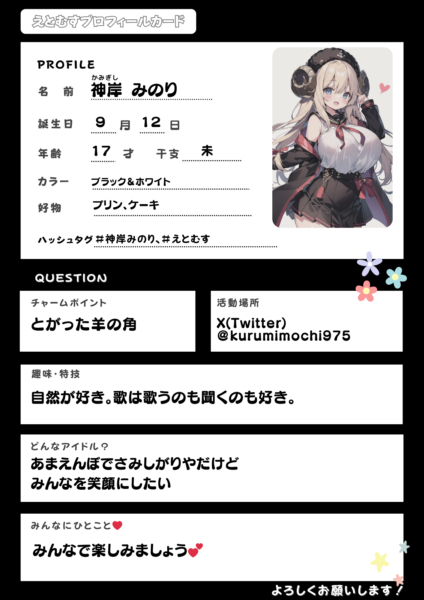 えとむすプロフィールカード
PROFILE
かみぎし
名 前 神岸 みのり
誕生日 9 月 12 日
年齢 17 才 干支 未
カラー ブラック&ホワイト
好物 プリン、ケーキ
ハッシュタグ #神岸みのり、#えとむす
QUESTION
チャームポイント
とがった羊の角
活動場所
X(Twitter)
@kurumimochi975
趣味・特技
自然が好き。歌は歌うのも聞くのも好き。
どんなアイドル?
あまえんぼでさみしがりやだけど
みんなを笑顔にしたい
みんなにひとこと❤
みんなで楽しみましょう💕
よろしくお願いします!